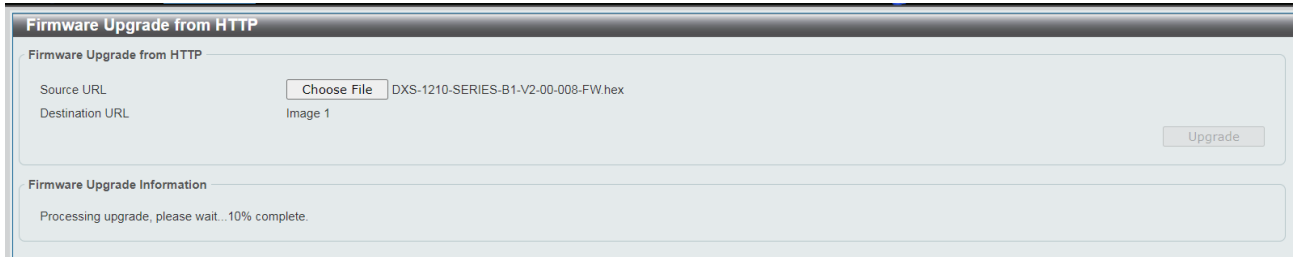 Firmware Upgrade from HTTP
Firmware Upgrade from HTTP
Source URL Choose File DXS-1210-SERIES-B1-V2-00-008-FW.hex
Destination URL Image 1
Upgrade
Firmware Upgrade Information
Processing upgrade, please wait...10% complete.